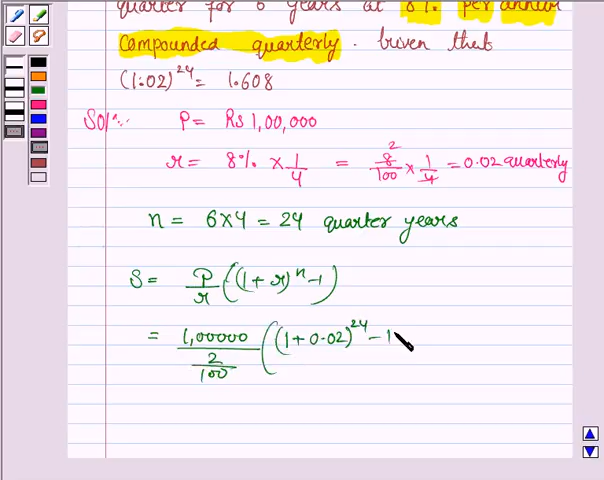 quarter for 6 years at 8% per annum
compounded quarterly. Given that
(1.02)^24 = 1.608
Sol:- P = Rs 1,00,000
r = 8% × 1/4 = 8/100 × 1/4 = 0.02 quarterly
2
n = 6×4 = 24 quarter years
S = P/r ((1 + r)^n - 1)
= 1,00000 / (2/100) ((1 + 0.02)^24 - 1